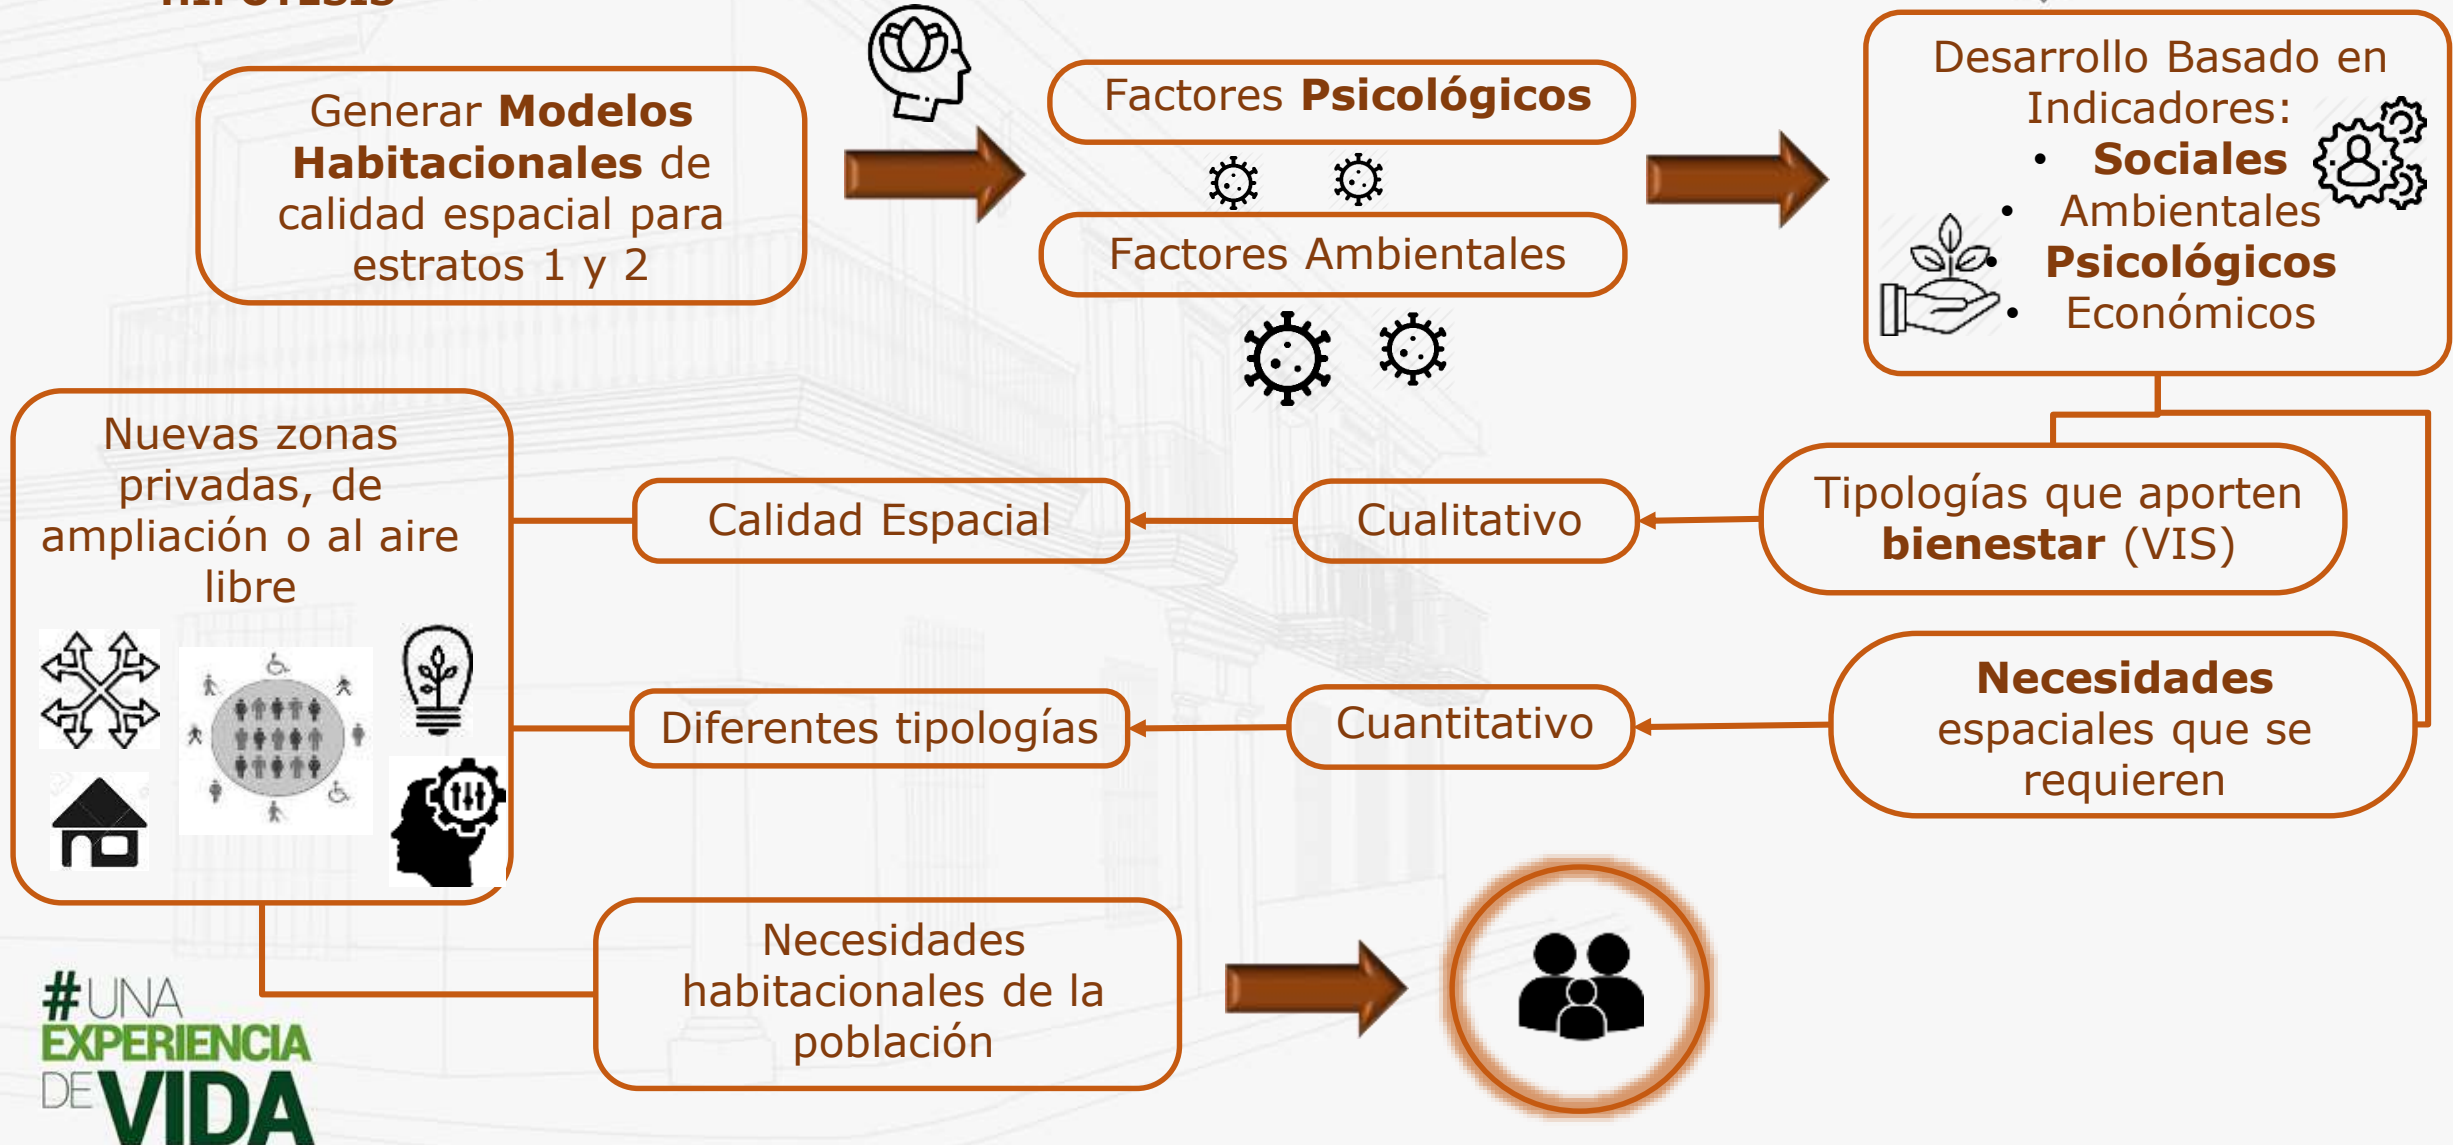 HIPÓTESIS
Generar Modelos
Habitacionales de
calidad espacial para
estratos 1 y 2
Factores Psicológicos
Factores Ambientales
Desarrollo Basado en
Indicadores:
• Sociales
• Ambientales
• Psicológicos
• Económicos
Tipologías que aporten
bienestar (VIS)
Cualitativo
Calidad Espacial
Nuevas zonas
privadas, de
ampliación o al aire
libre
Necesidades
espaciales que se
requieren
Cuantitativo
Diferentes tipologías
Necesidades
habitacionales de la
población
#UNA
EXPERIENCIA
DE VIDA